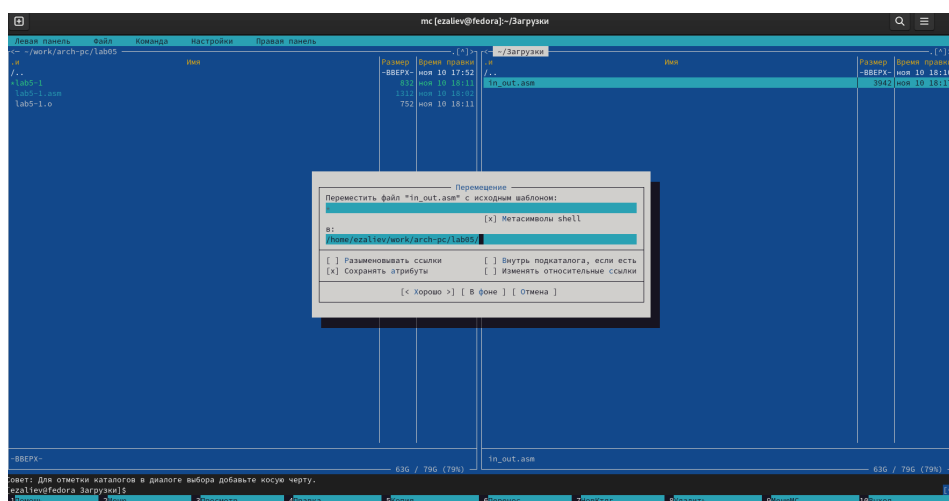 mc [ezaliev@fedora]:~/Загрузки
Левая панель Файл Команда Настройки Правая панель
<- ~/work/arch-pc/lab05 .[^]>
.и Имя Размер Время правки
/.. -ВВЕРХ- ноя 10 17:52
*lab5-1 832 ноя 10 18:11
lab5-1.asm 1312 ноя 10 18:02
lab5-1.o 752 ноя 10 18:11
<- ~/Загрузки .[^]
.и Имя Размер Время правки
/.. -ВВЕРХ- ноя 10
in_out.asm 3942 ноя 10
Перемещение
Переместить файл "in_out.asm" с исходным шаблоном:
[x] Метасимволы shell
в:
/home/ezaliev/work/arch-pc/lab05/
[ ] Разыменовывать ссылки [ ] Внутрь подкаталога, если есть
[x] Сохранять атрибуты [ ] Изменять относительные ссылки
[< Хорошо >] [ В фоне ] [ Отмена ]
-ВВЕРХ-
63G / 79G (79%)
in_out.asm
63G / 79G (79%)
Совет: Для отметки каталогов в диалоге выбора добавьте косую черту.
[ezaliev@fedora Загрузки]$